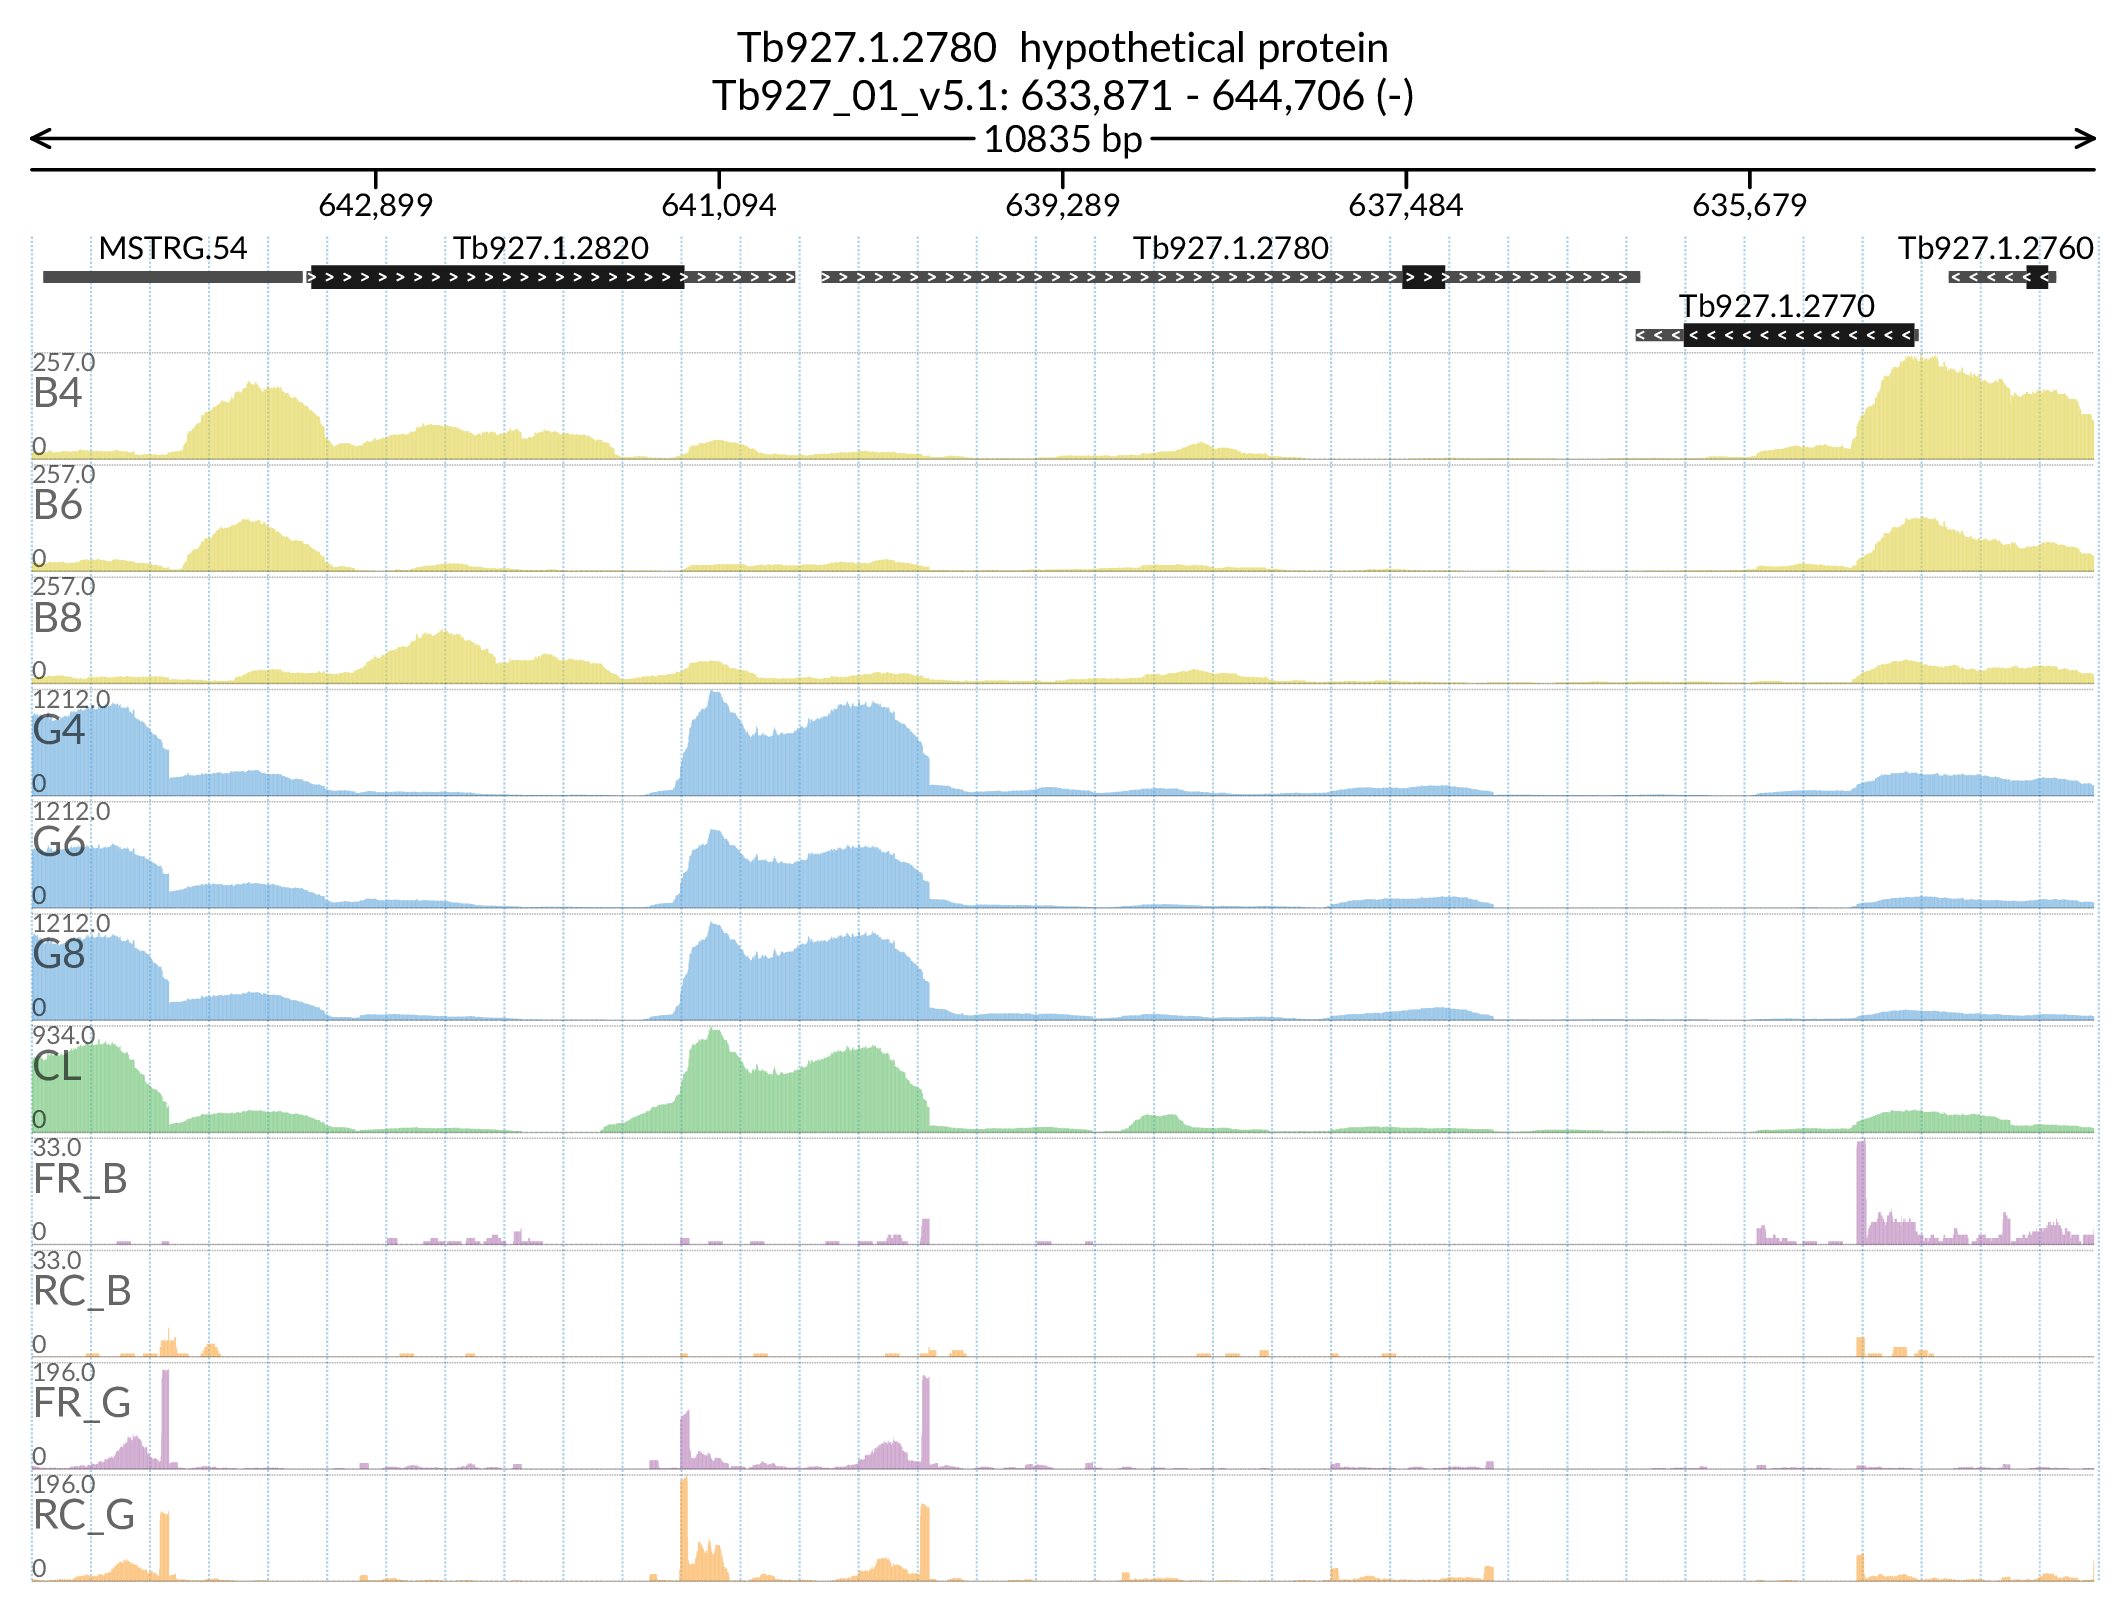 Tb927.1.2780  hypothetical protein
Tb927_01_v5.1: 633,871 - 644,706 (-)
10835 bp
642,899 641,094 639,289 637,484 635,679
MSTRG.54 Tb927.1.2820 Tb927.1.2780 Tb927.1.2760
Tb927.1.2770
257.0
B4
0
257.0
B6
0
257.0
B8
0
1212.0
G4
0
1212.0
G6
0
1212.0
G8
0
934.0
CL
0
33.0
FR_B
0
33.0
RC_B
0
196.0
FR_G
0
196.0
RC_G
0